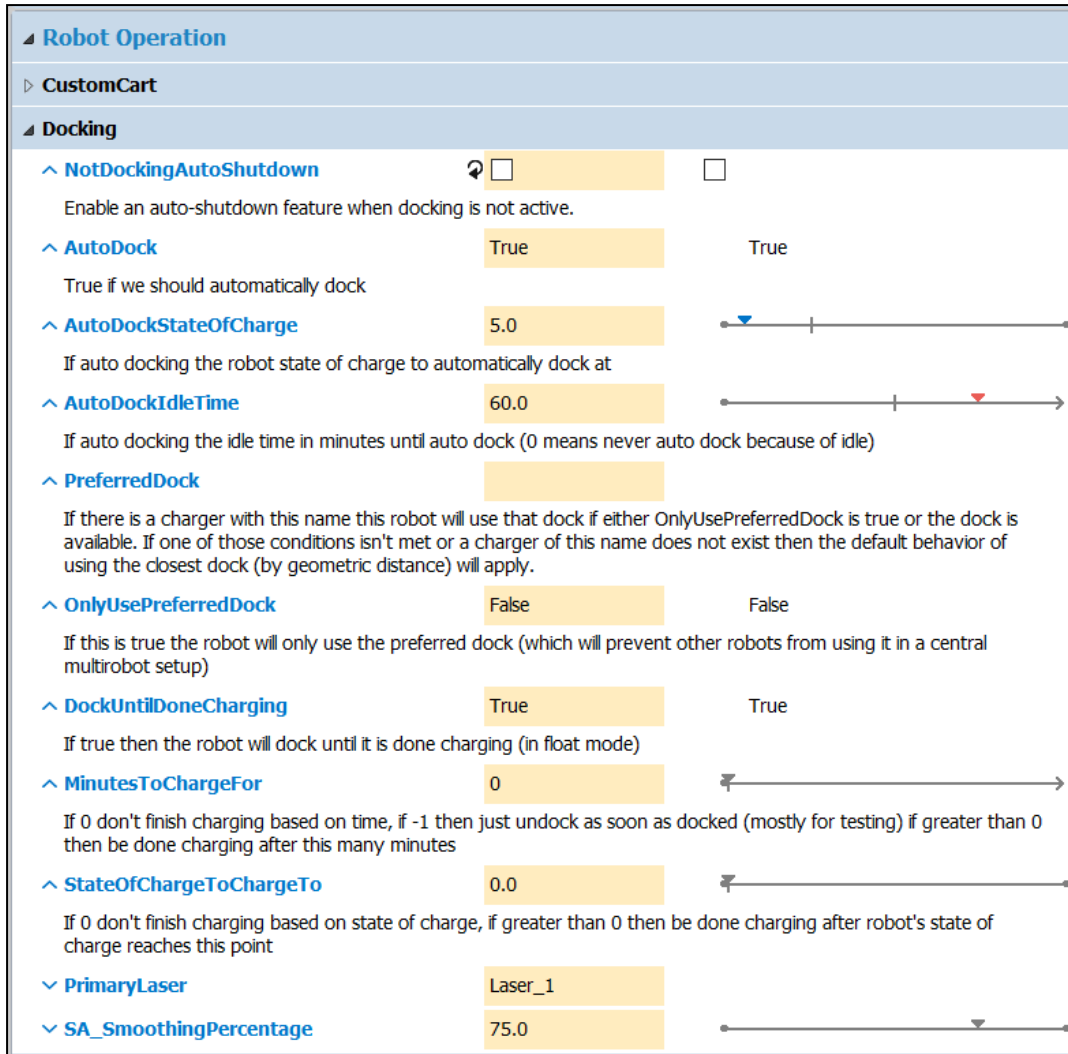 Robot Operation
CustomCart
Docking
NotDockingAutoShutdown
Enable an auto-shutdown feature when docking is not active.
AutoDock True True
True if we should automatically dock
AutoDockStateOfCharge 5.0
If auto docking the robot state of charge to automatically dock at
AutoDockIdleTime 60.0
If auto docking the idle time in minutes until auto dock (0 means never auto dock because of idle)
PreferredDock
If there is a charger with this name this robot will use that dock if either OnlyUsePreferredDock is true or the dock is
available. If one of those conditions isn't met or a charger of this name does not exist then the default behavior of
using the closest dock (by geometric distance) will apply.
OnlyUsePreferredDock False False
If this is true the robot will only use the preferred dock (which will prevent other robots from using it in a central
multirobot setup)
DockUntilDoneCharging True True
If true then the robot will dock until it is done charging (in float mode)
MinutesToChargeFor 0
If 0 don't finish charging based on time, if -1 then just undock as soon as docked (mostly for testing) if greater than 0
then be done charging after this many minutes
StateOfChargeToChargeTo 0.0
If 0 don't finish charging based on state of charge, if greater than 0 then be done charging after robot's state of
charge reaches this point
PrimaryLaser Laser_1
SA_SmoothingPercentage 75.0